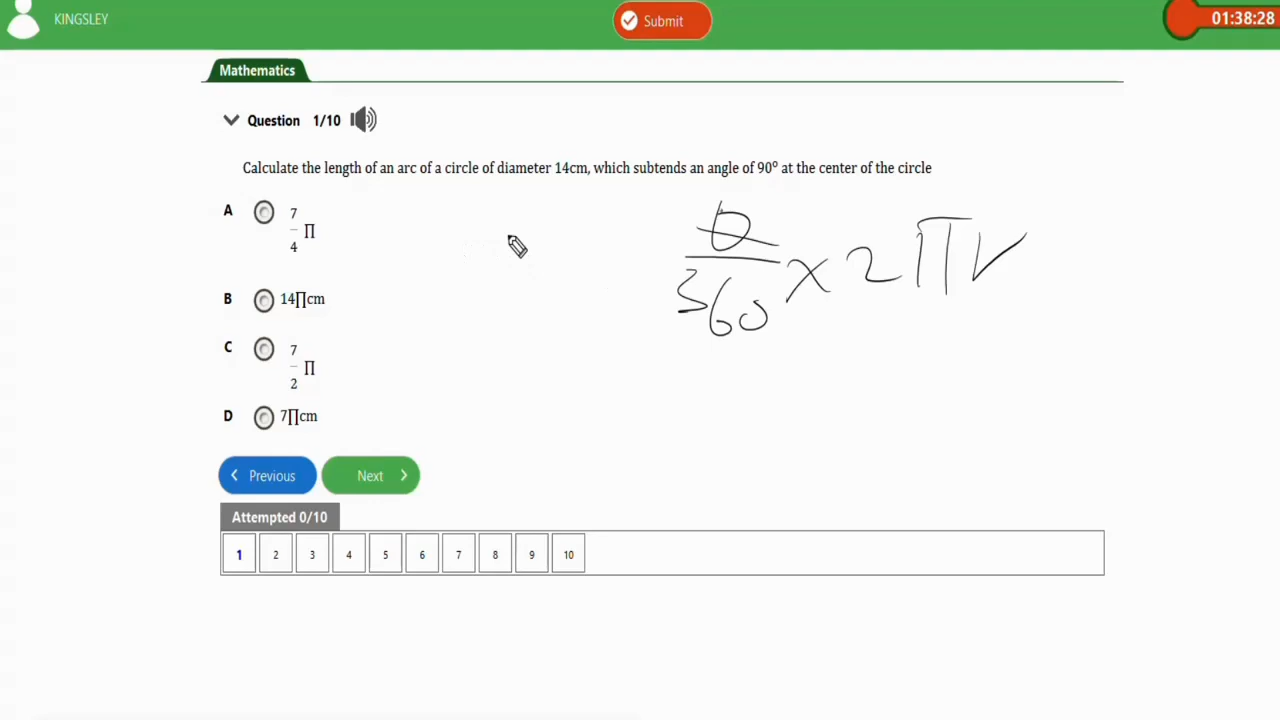 KINGSLEY
Submit
01:38:28
Mathematics
Question 1/10
Calculate the length of an arc of a circle of diameter 14cm, which subtends an angle of 90° at the center of the circle
A 7/4 ∏
B 14∏cm
C 7/2 ∏
D 7∏cm
θ/360 × 2πr
Previous Next
Attempted 0/10
1 2 3 4 5 6 7 8 9 10